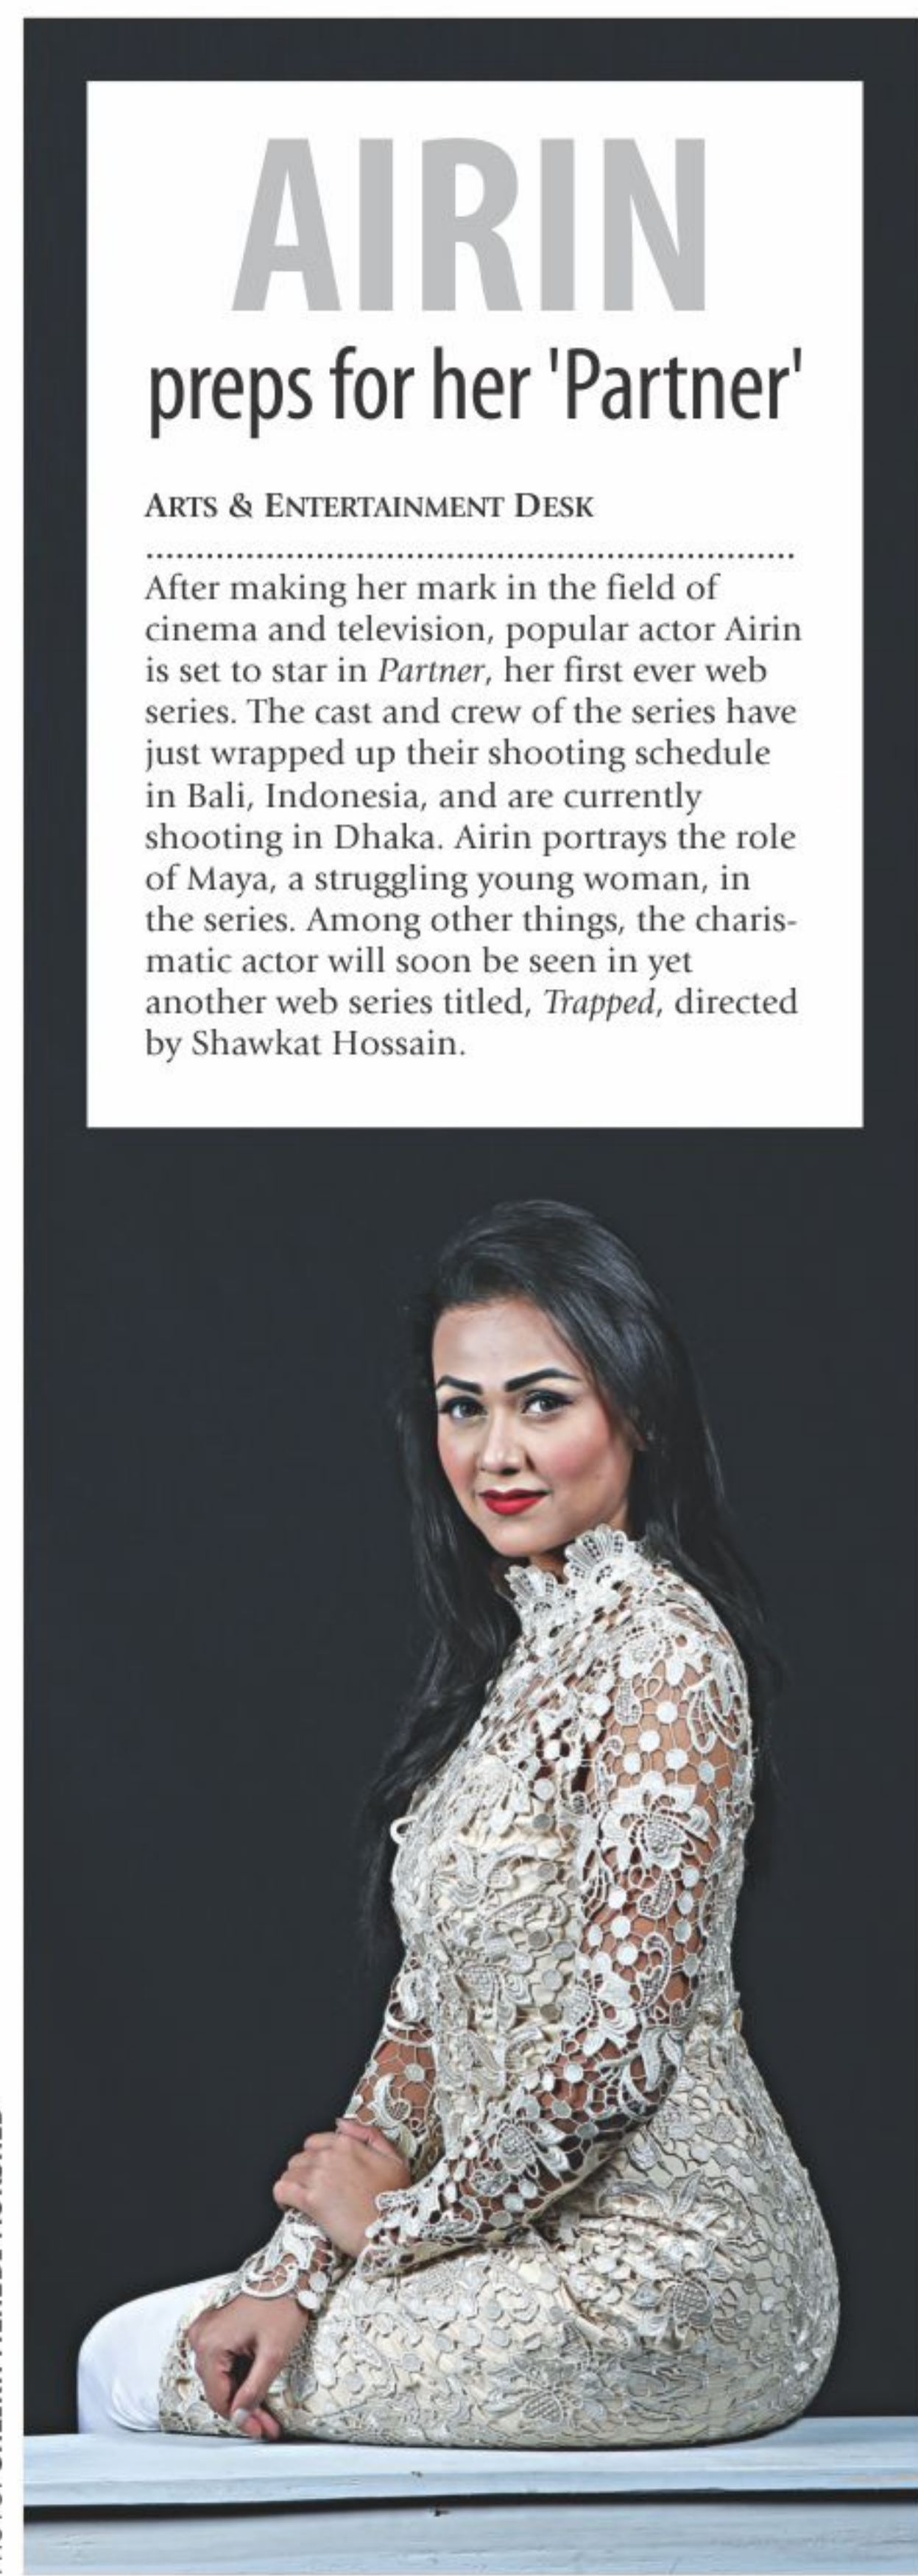 AIRIN
preps for her 'Partner'
ARTS & ENTERTAINMENT DESK
After making her mark in the field of
cinema and television, popular actor Airin
is set to star in Partner, her first ever web
series. The cast and crew of the series have
just wrapped up their shooting schedule
in Bali, Indonesia, and are currently
shooting in Dhaka. Airin portrays the role
of Maya, a struggling young woman, in
the series. Among other things, the charis-
matic actor will soon be seen in yet
another web series titled, Trapped, directed
by Shawkat Hossain.